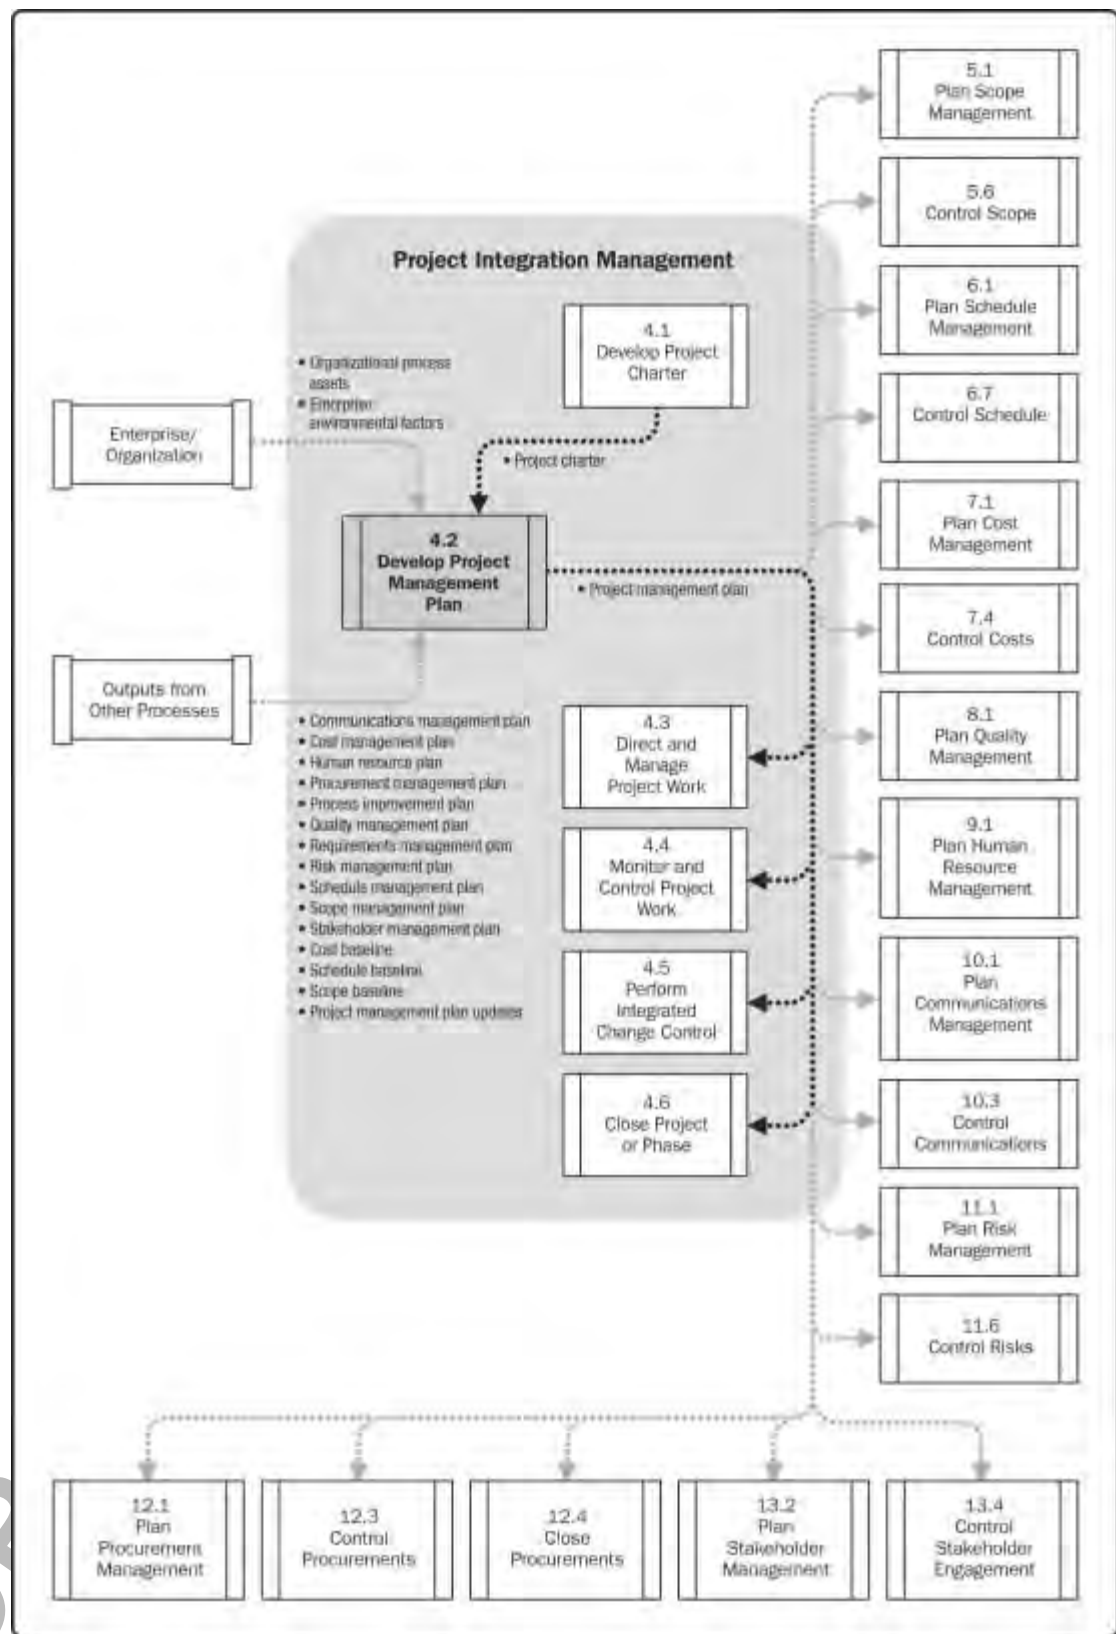 Project Integration Management
4.1
Develop Project
Charter
• Organizational process
assets
• Enterprise
environmental factors
Enterprise/
Organization
• Project charter
4.2
Develop Project
Management
Plan
• Project management plan
Outputs from
Other Processes
• Communications management plan
• Cost management plan
• Human resource plan
• Procurement management plan
• Process improvement plan
• Quality management plan
• Requirements management plan
• Risk management plan
• Schedule management plan
• Scope management plan
• Stakeholder management plan
• Cost baseline
• Schedule baseline
• Scope baseline
• Project management plan updates
4.3
Direct and
Manage
Project Work
4.4
Monitor and
Control Project
Work
4.5
Perform
Integrated
Change Control
4.6
Close Project
or Phase
5.1
Plan Scope
Management
5.6
Control Scope
6.1
Plan Schedule
Management
6.7
Control Schedule
7.1
Plan Cost
Management
7.4
Control Costs
8.1
Plan Quality
Management
9.1
Plan Human
Resource
Management
10.1
Plan
Communications
Management
10.3
Control
Communications
11.1
Plan Risk
Management
11.6
Control Risks
12.1
Plan
Procurement
Management
12.3
Control
Procurements
12.4
Close
Procurements
13.2
Plan
Stakeholder
Management
13.4
Control
Stakeholder
Engagement